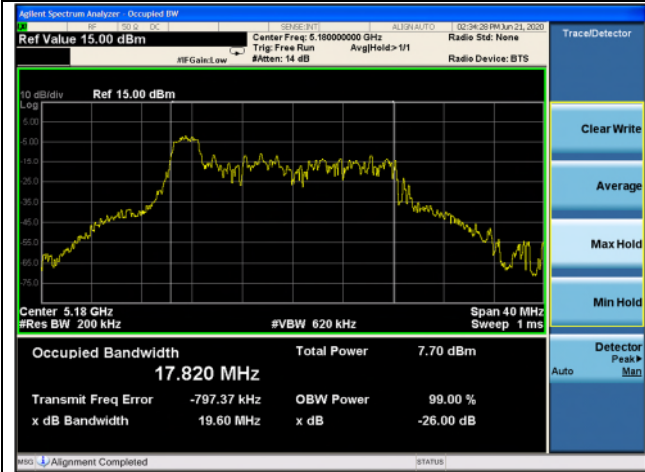 Agilent Spectrum Analyzer - Occupied BW
RF 50 Ω DC SENSE:INT ALIGN AUTO 02:34:28 PM Jun 21, 2020
Ref Value 15.00 dBm
Center Freq: 5.180000000 GHz
Radio Std: None
Trig: Free Run Avg|Hold:>1/1
#IFGain:Low #Atten: 14 dB Radio Device: BTS
Trace/Detector
10 dB/div Ref 15.00 dBm
Log
5.00
-5.00
-15.0
-25.0
-35.0
-45.0
-55.0
-65.0
-75.0
Center 5.18 GHz Span 40 MHz
#Res BW 200 kHz #VBW 620 kHz Sweep 1 ms
Occupied Bandwidth Total Power 7.70 dBm
17.820 MHz
Transmit Freq Error -797.37 kHz OBW Power 99.00 %
x dB Bandwidth 19.60 MHz x dB -26.00 dB
Clear Write
Average
Max Hold
Min Hold
Detector
Peak▶
Auto Man
MSG Alignment Completed STATUS